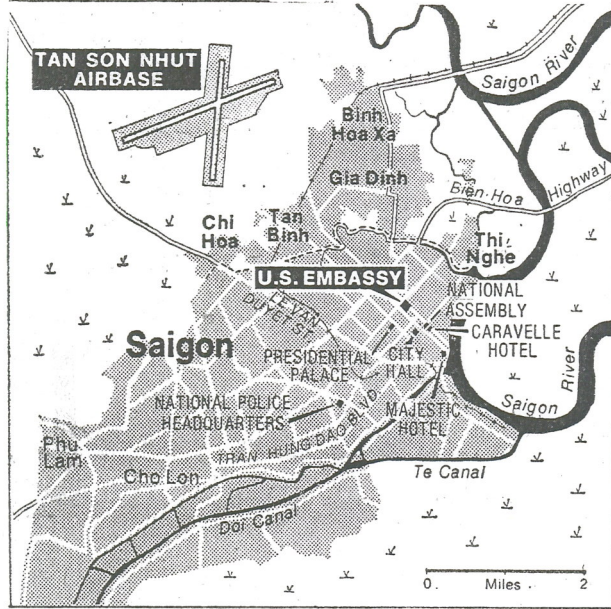 TAN SON NHUT
AIRBASE
Saigon
River
Binh
Hoa Xa
Gia Dinh
Bien-Hoa
Highway
Chi
Hoa
Tan
Binh
Thi
Nghe
U.S. EMBASSY
LE VAN
DUYET ST.
NATIONAL
ASSEMBLY
CARAVELLE
HOTEL
Saigon
PRESIDENTIAL
PALACE
CITY
HALL
NATIONAL POLICE
HEADQUARTERS
MAJESTIC
HOTEL
Saigon
River
TRAN HUNG DAO BLVD.
Phu
Lam
Cho Lon
Te Canal
Doi Canal
0
Miles
2